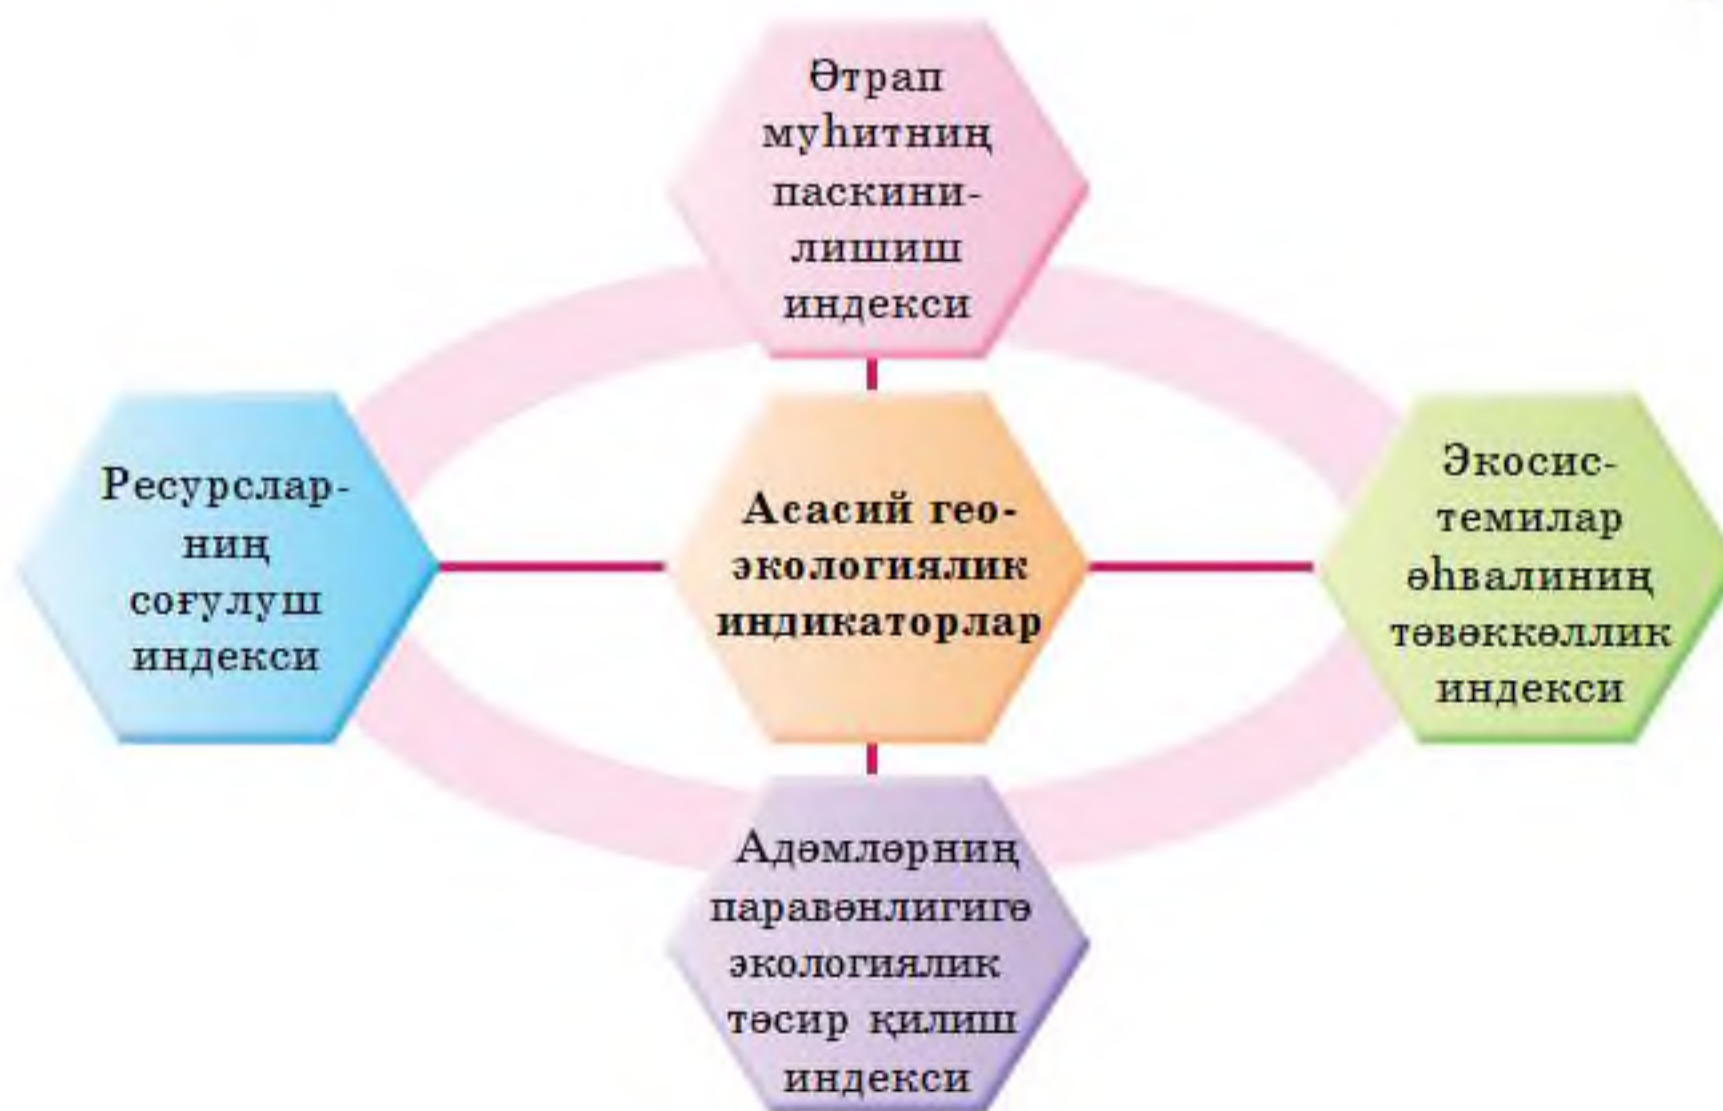 Әтрап
муһитниң
паскини-
лишиш
индекси
Ресурслар-
ниң
соғулуш
индекси
Асасий гео-
экологиялик
индикаторлар
Экосис-
темилар
әһвалиниң
тәвәккәллик
индекси
Адәмләрниң
паравәнлигигә
экологиялик
тәсир қилиш
индекси